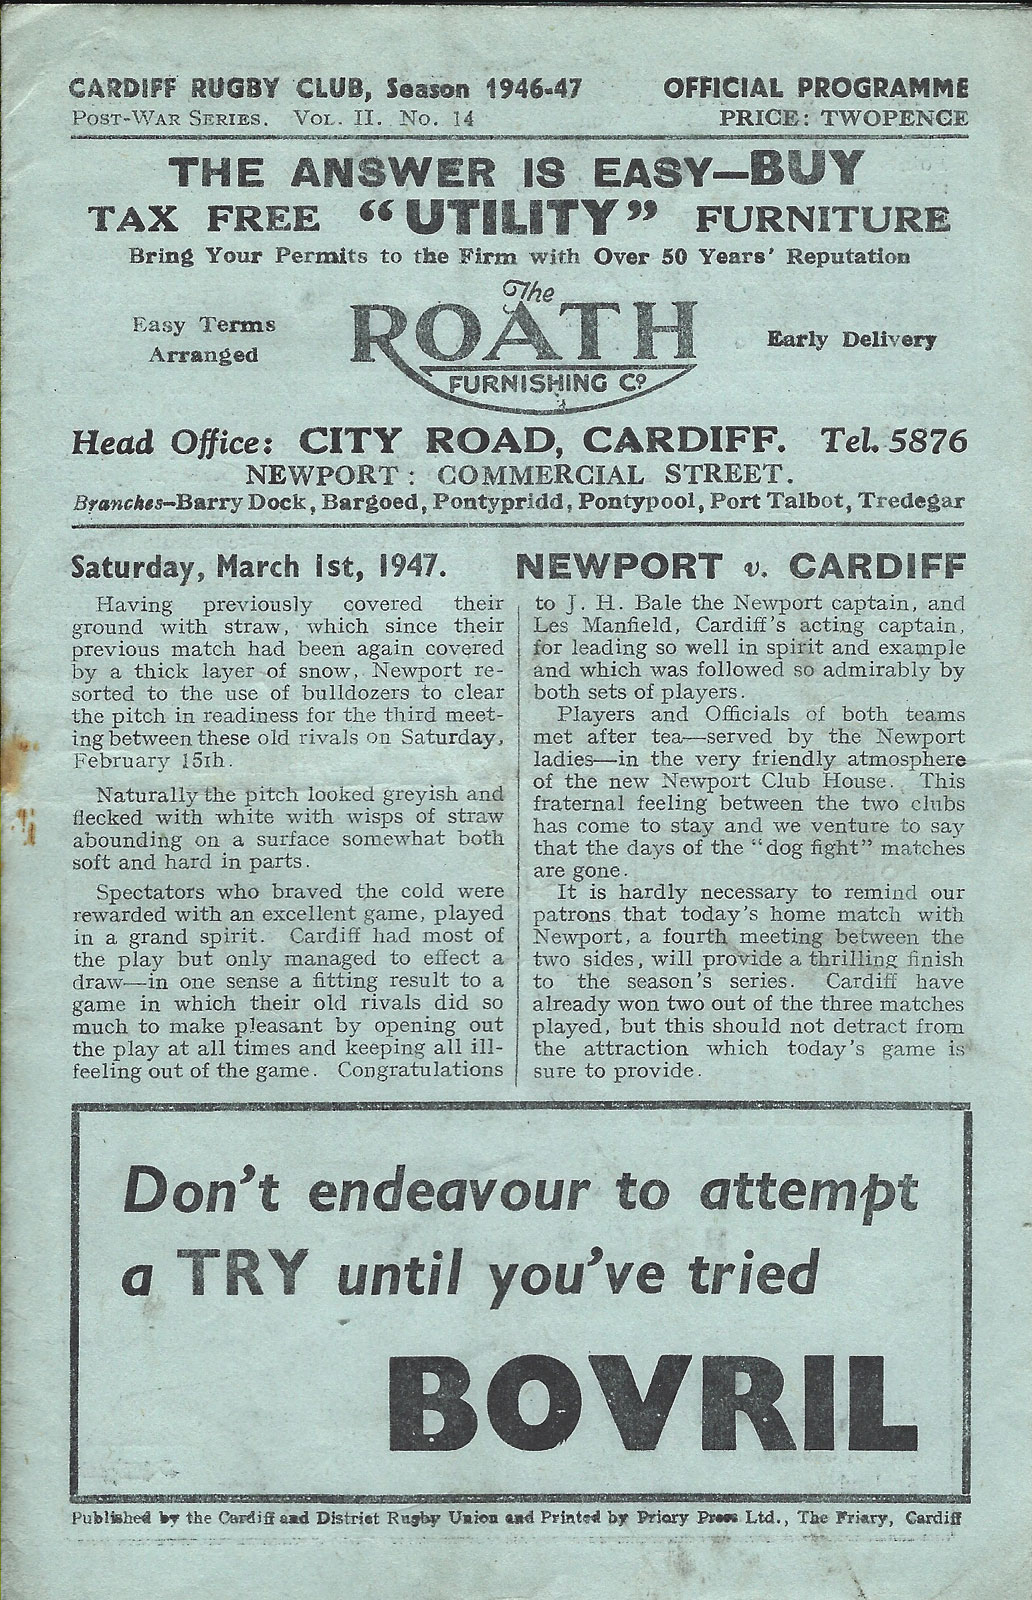 CARDIFF RUGBY CLUB, Season 1946-47 OFFICIAL PROGRAMME
POST-WAR SERIES. VOL. II. No. 14 PRICE: TWOPENCE
THE ANSWER IS EASY—BUY
TAX FREE “UTILITY” FURNITURE
Bring Your Permits to the Firm with Over 50 Years' Reputation
Easy Terms
Arranged
The
ROATH
FURNISHING Co.
Early Delivery
Head Office: CITY ROAD, CARDIFF. Tel. 5876
NEWPORT: COMMERCIAL STREET.
Branches—Barry Dock, Bargoed, Pontypridd, Pontypool, Port Talbot, Tredegar
Saturday, March 1st, 1947. NEWPORT v. CARDIFF
Having previously covered their
ground with straw, which since their
previous match had been again covered
by a thick layer of snow, Newport re-
sorted to the use of bulldozers to clear
the pitch in readiness for the third meet-
ing between these old rivals on Saturday,
February 15th.
Naturally the pitch looked greyish and
flecked with white with wisps of straw
abounding on a surface somewhat both
soft and hard in parts.
Spectators who braved the cold were
rewarded with an excellent game, played
in a grand spirit. Cardiff had most of
the play but only managed to effect a
draw—in one sense a fitting result to a
game in which their old rivals did so
much to make pleasant by opening out
the play at all times and keeping all ill-
feeling out of the game. Congratulations
to J. H. Bale the Newport captain, and
Les Manfield, Cardiff's acting captain,
for leading so well in spirit and example
and which was followed so admirably by
both sets of players.
Players and Officials of both teams
met after tea—served by the Newport
ladies—in the very friendly atmosphere
of the new Newport Club House. This
fraternal feeling between the two clubs
has come to stay and we venture to say
that the days of the “dog fight” matches
are gone.
It is hardly necessary to remind our
patrons that today's home match with
Newport, a fourth meeting between the
two sides, will provide a thrilling finish
to the season's series. Cardiff have
already won two out of the three matches
played, but this should not detract from
the attraction which today's game is
sure to provide.
Don't endeavour to attempt
a TRY until you've tried
BOVRIL
Published by the Cardiff and District Rugby Union and Printed by Priory Press Ltd., The Friary, Cardiff